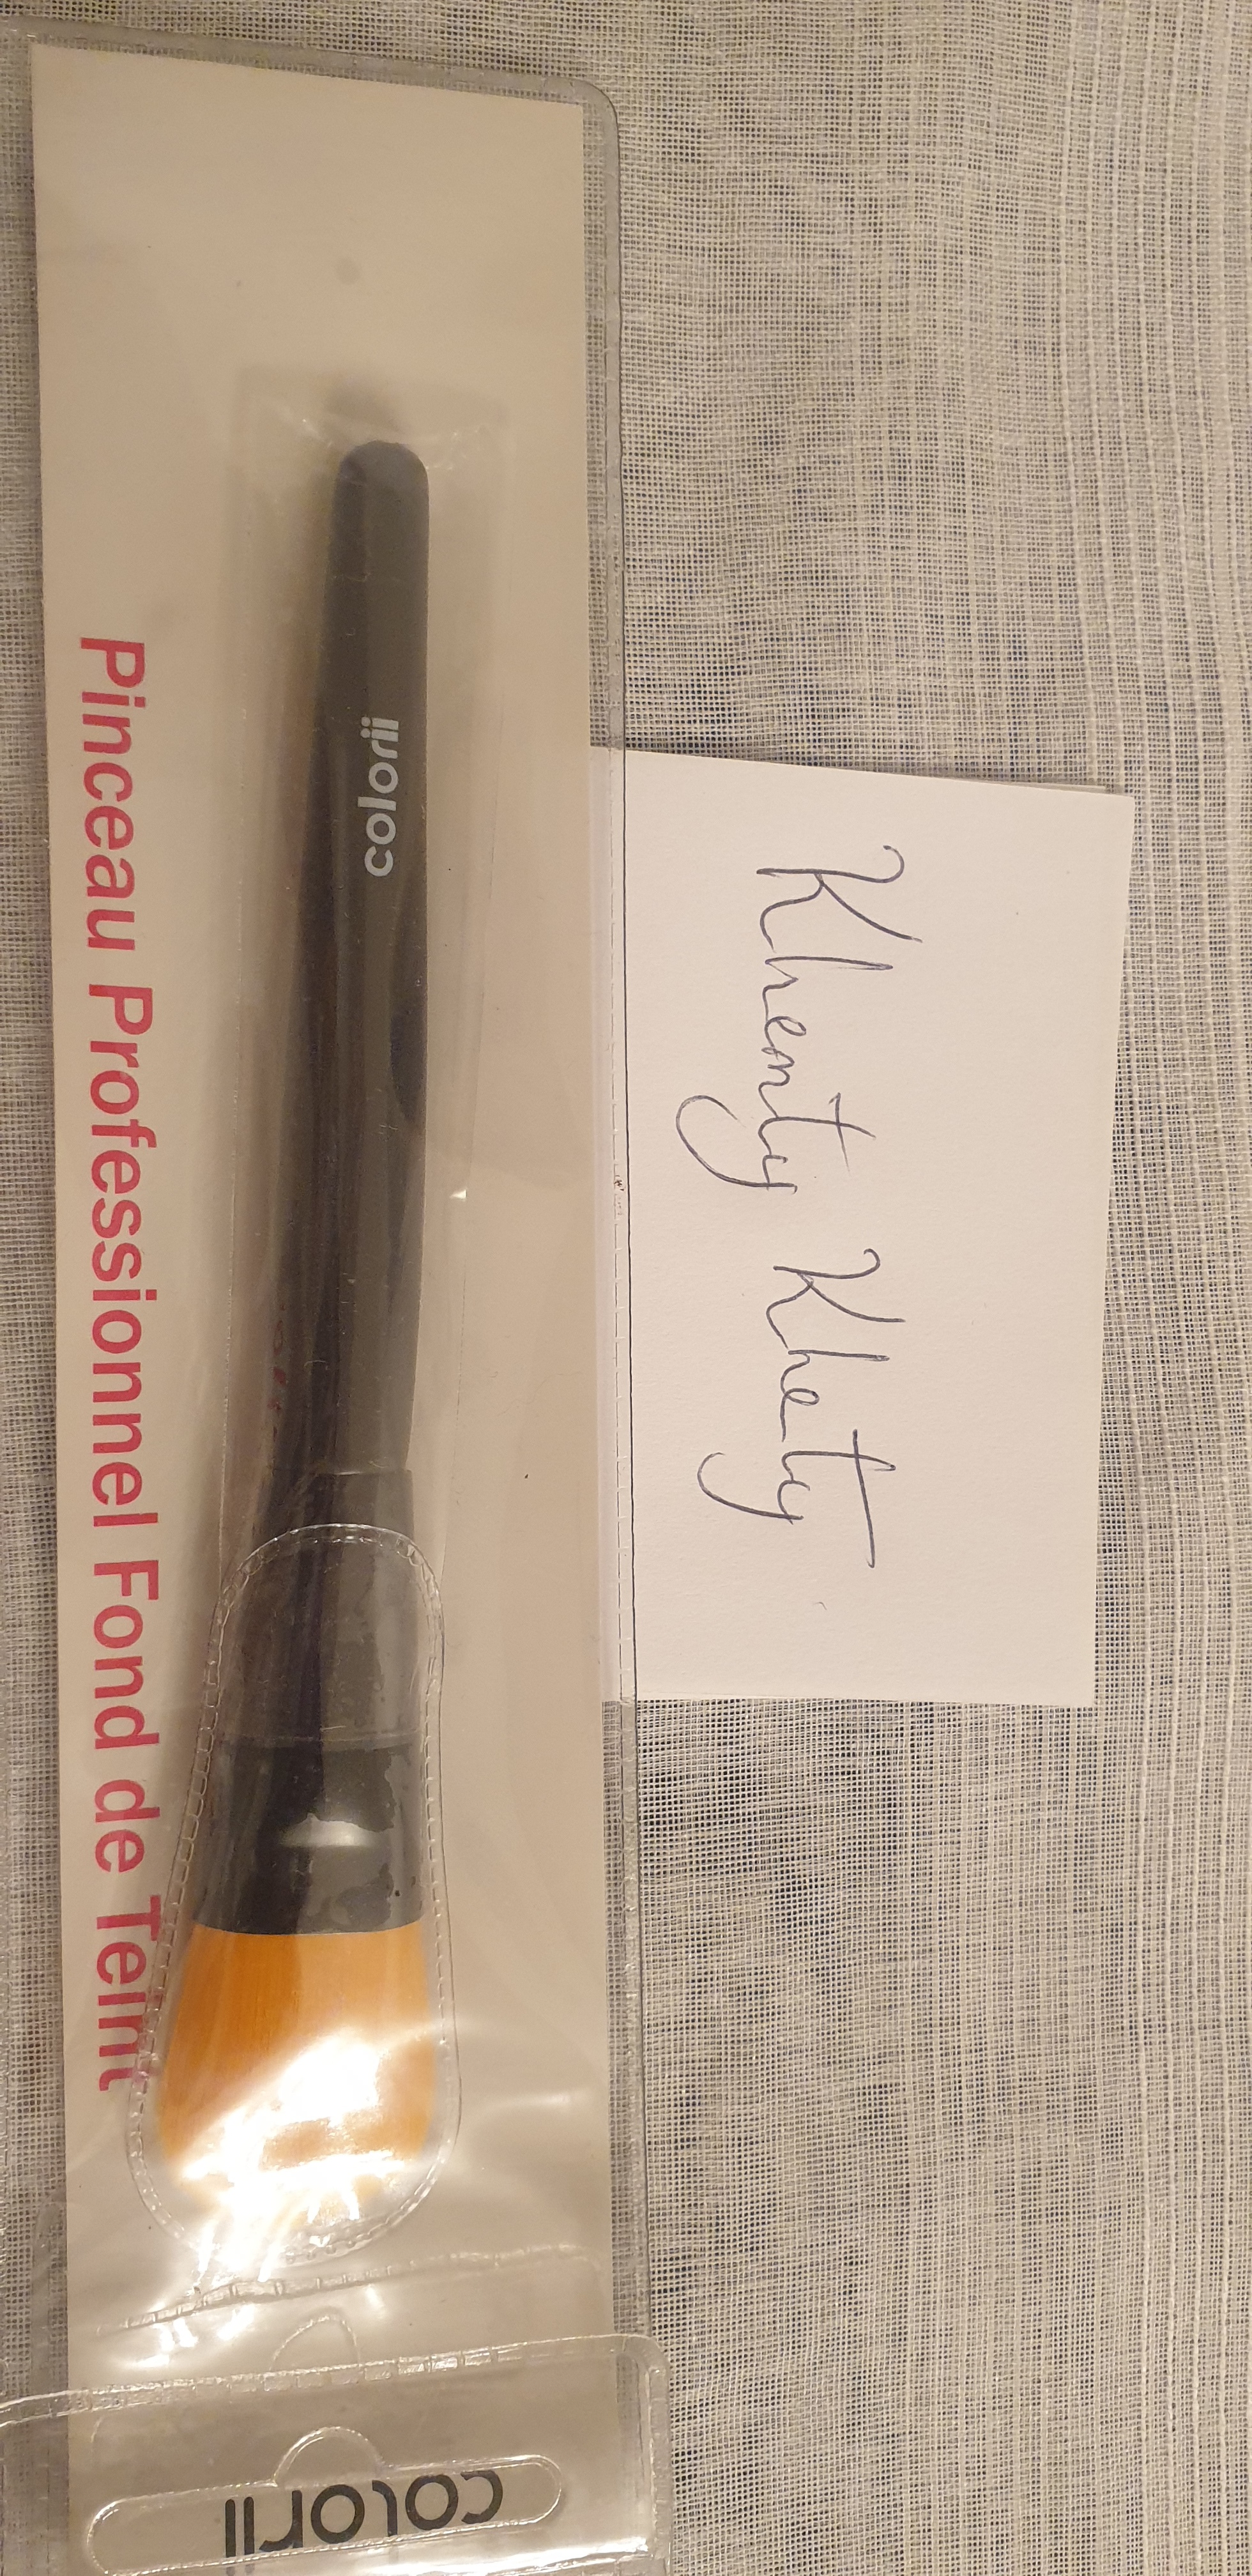 Pinceau Professionnel Fond de Teint
colorii
Khenty Khety
colorii